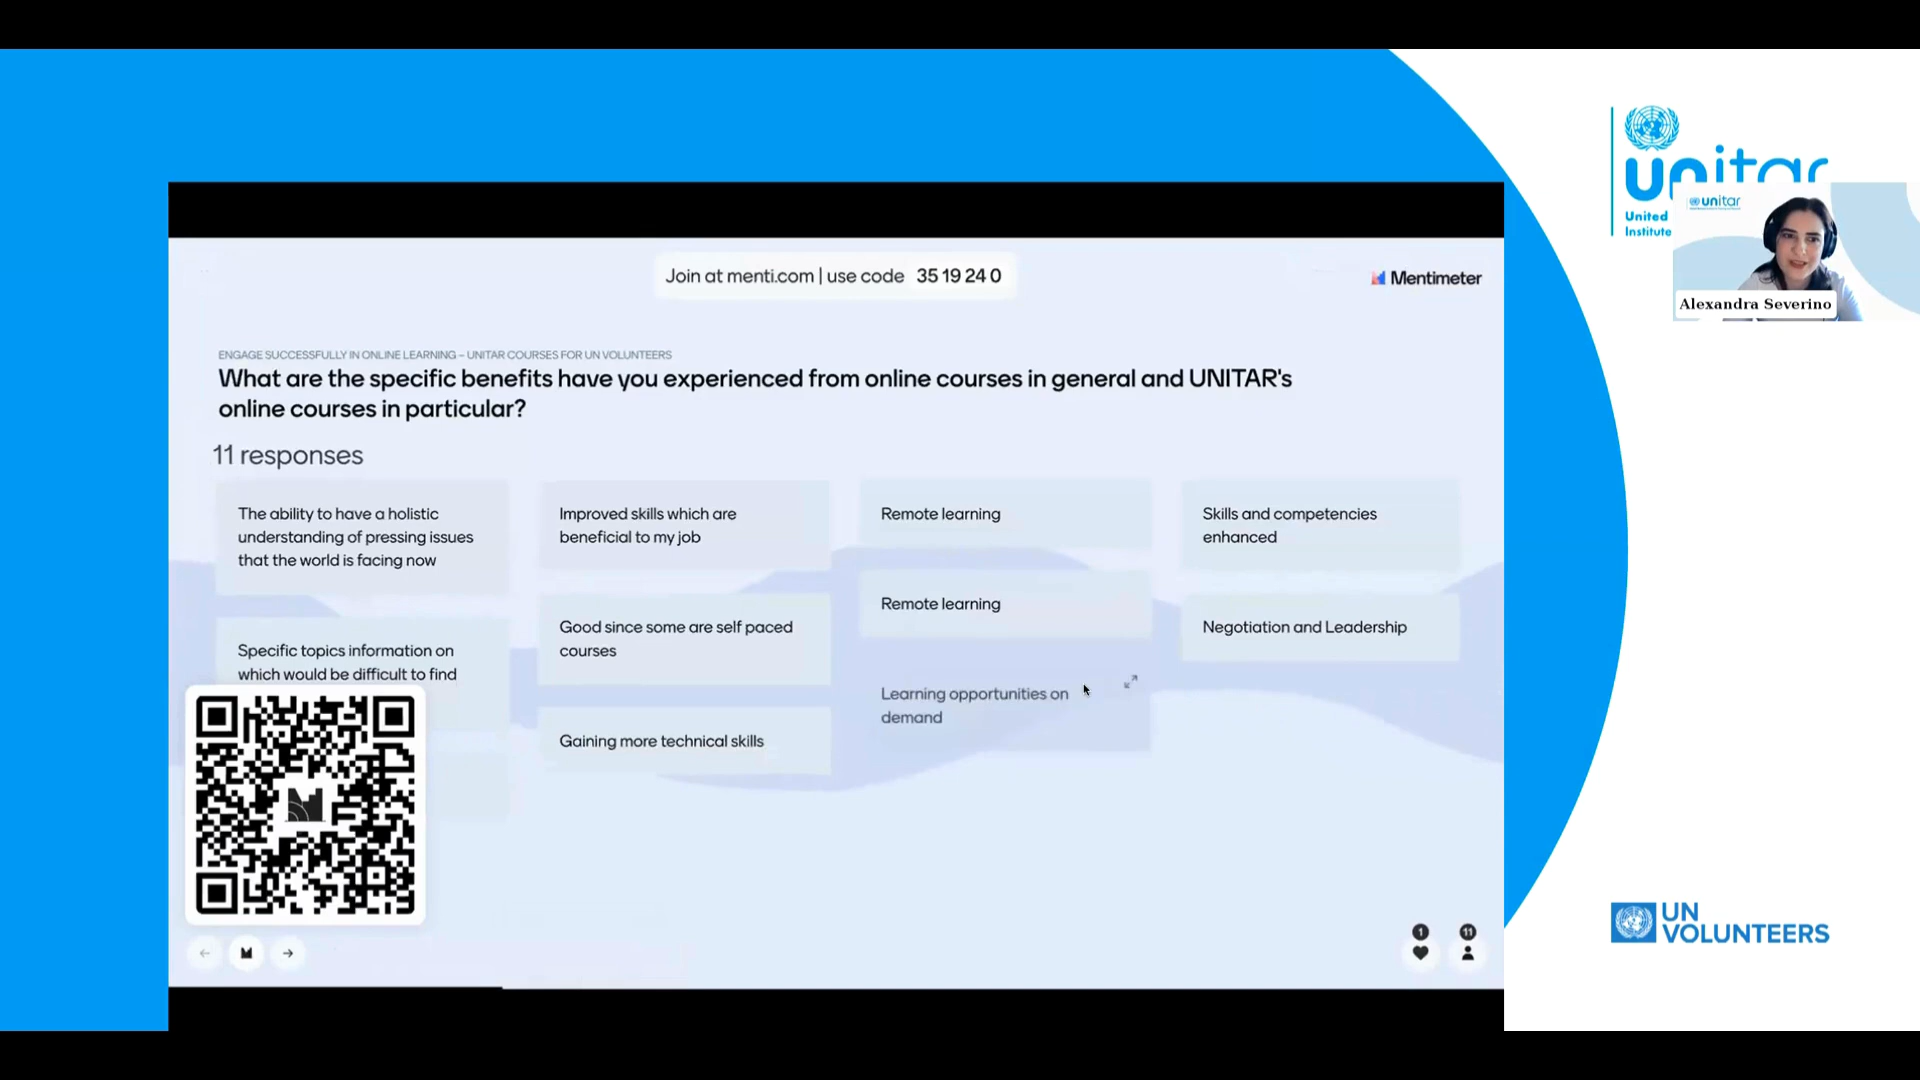 unitar
United
Institute
unitar
Alexandra Severino
Join at menti.com | use code 35 19 24 0
Mentimeter
ENGAGE SUCCESSFULLY IN ONLINE LEARNING – UNITAR COURSES FOR UN VOLUNTEERS
What are the specific benefits have you experienced from online courses in general and UNITAR's
online courses in particular?
11 responses
The ability to have a holistic
understanding of pressing issues
that the world is facing now
Specific topics information on
which would be difficult to find
Improved skills which are
beneficial to my job
Good since some are self paced
courses
Gaining more technical skills
Remote learning
Remote learning
Learning opportunities on
demand
Skills and competencies
enhanced
Negotiation and Leadership
1
11
UN
VOLUNTEERS